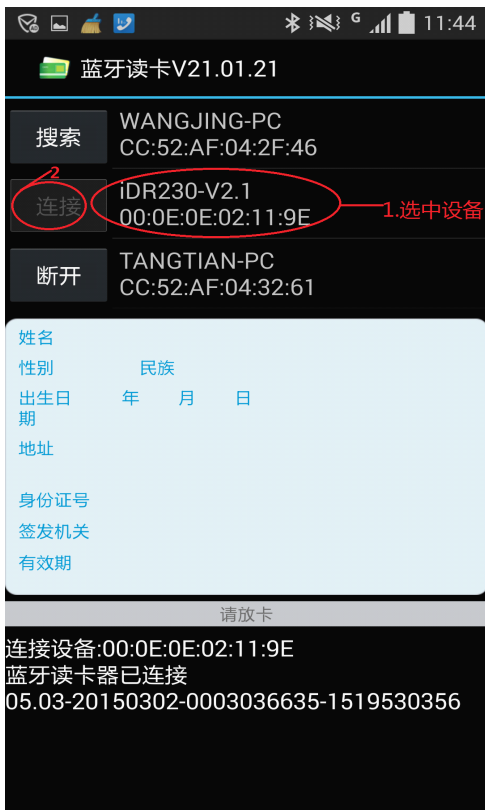 G 11:44
蓝牙读卡V21.01.21
搜索
WANGJING-PC
CC:52:AF:04:2F:46
2
连接
iDR230-V2.1
00:0E:0E:02:11:9E
1.选中设备
断开
TANGTIAN-PC
CC:52:AF:04:32:61
姓名
性别 民族
出生日 年 月 日
期
地址
身份证号
签发机关
有效期
请放卡
连接设备:00:0E:0E:02:11:9E
蓝牙读卡器已连接
05.03-20150302-0003036635-1519530356